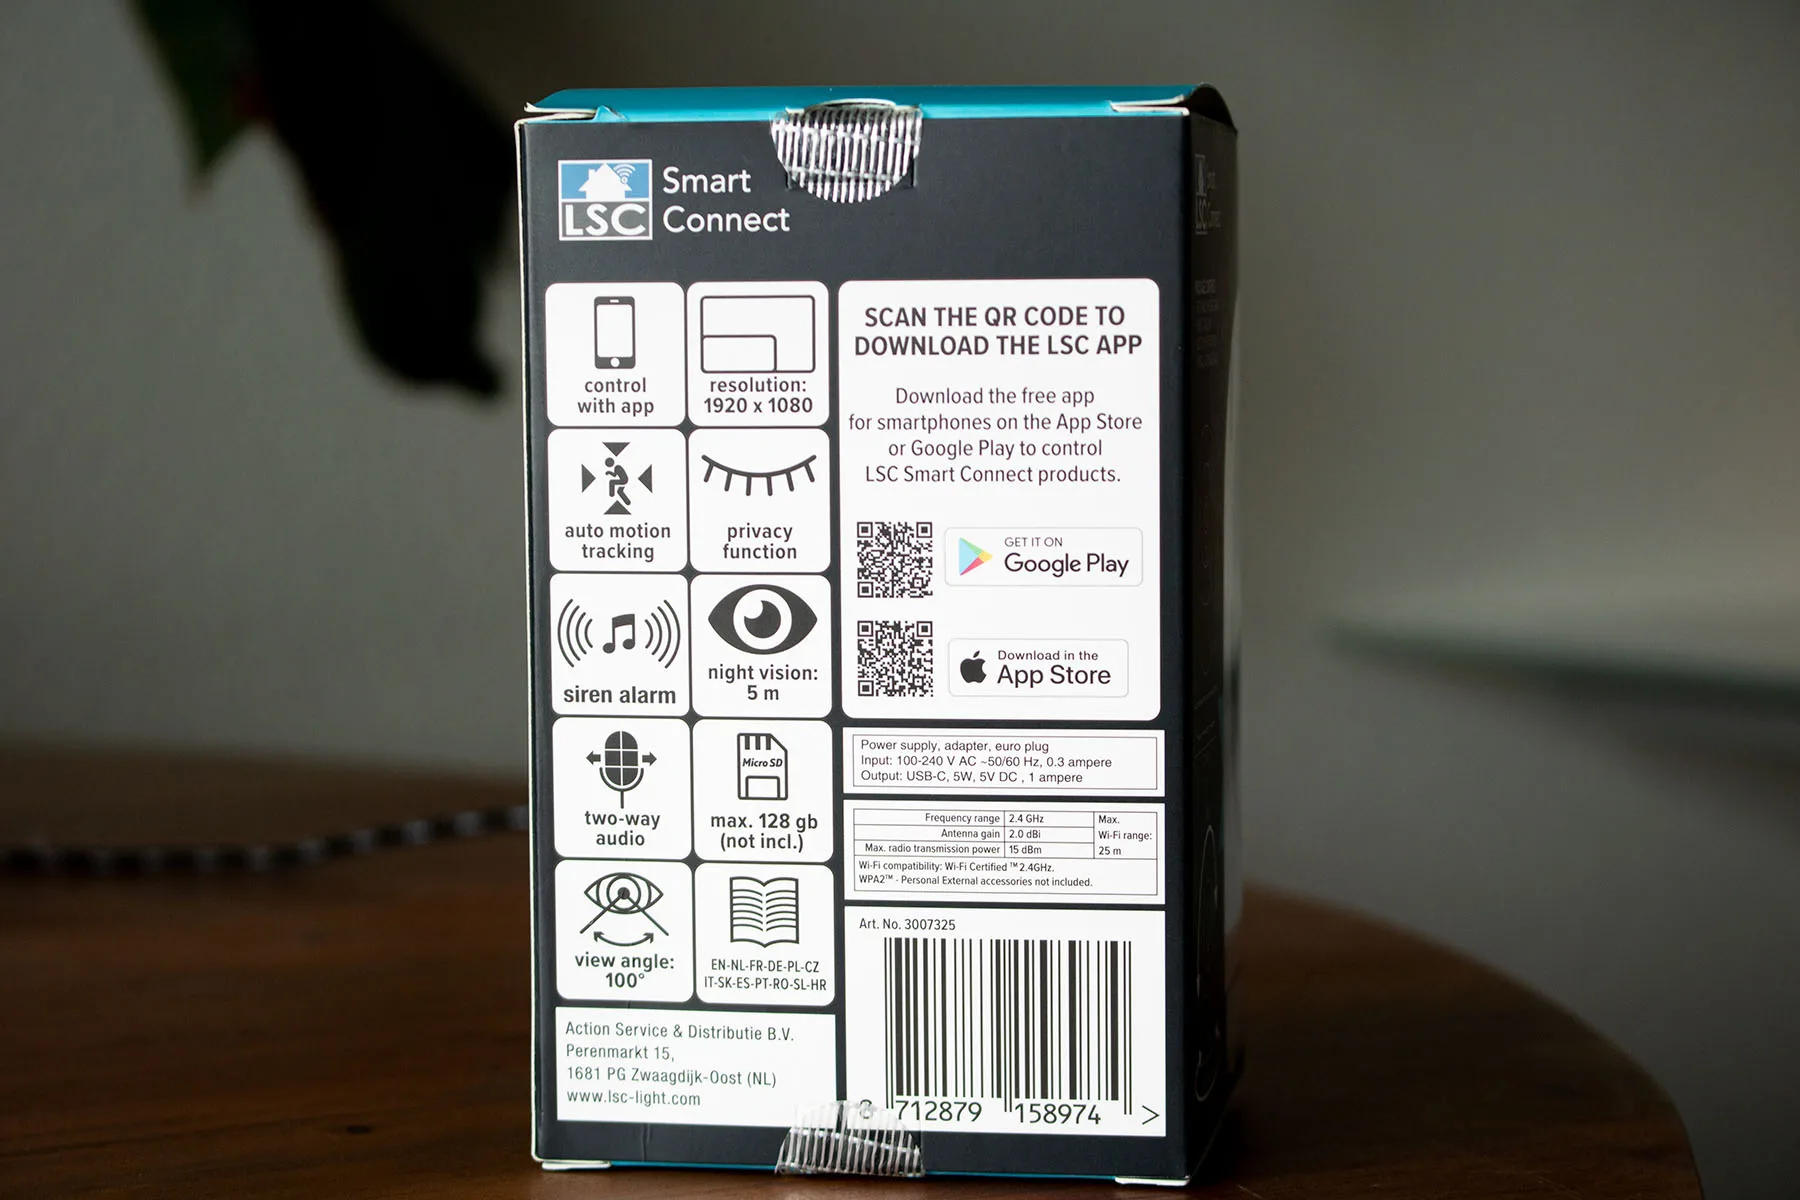 LSC
Smart
Connect
control
with app
resolution:
1920 x 1080
auto motion
tracking
privacy
function
siren alarm
night vision:
5 m
two-way
audio
Micro SD
max. 128 gb
(not incl.)
view angle:
100°
EN-NL-FR-DE-PL-CZ
IT-SK-ES-PT-RO-SL-HR
Action Service & Distributie B.V.
Perenmarkt 15,
1681 PG Zwaagdijk-Oost (NL)
www.lsc-light.com
SCAN THE QR CODE TO
DOWNLOAD THE LSC APP
Download the free app
for smartphones on the App Store
or Google Play to control
LSC Smart Connect products.
GET IT ON
Google Play
Download in the
App Store
Power supply, adapter, euro plug
Input: 100-240 V AC ~50/60 Hz, 0.3 ampere
Output: USB-C, 5W, 5V DC , 1 ampere
Frequency range 2.4 GHz
Antenna gain 2.0 dBi
Max. radio transmission power 15 dBm
Max.
Wi-Fi range:
25 m
Wi-Fi compatibility: Wi-Fi Certified ™2.4GHz.
WPA2™ - Personal External accessories not included.
Art. No. 3007325
8 712879 158974 >